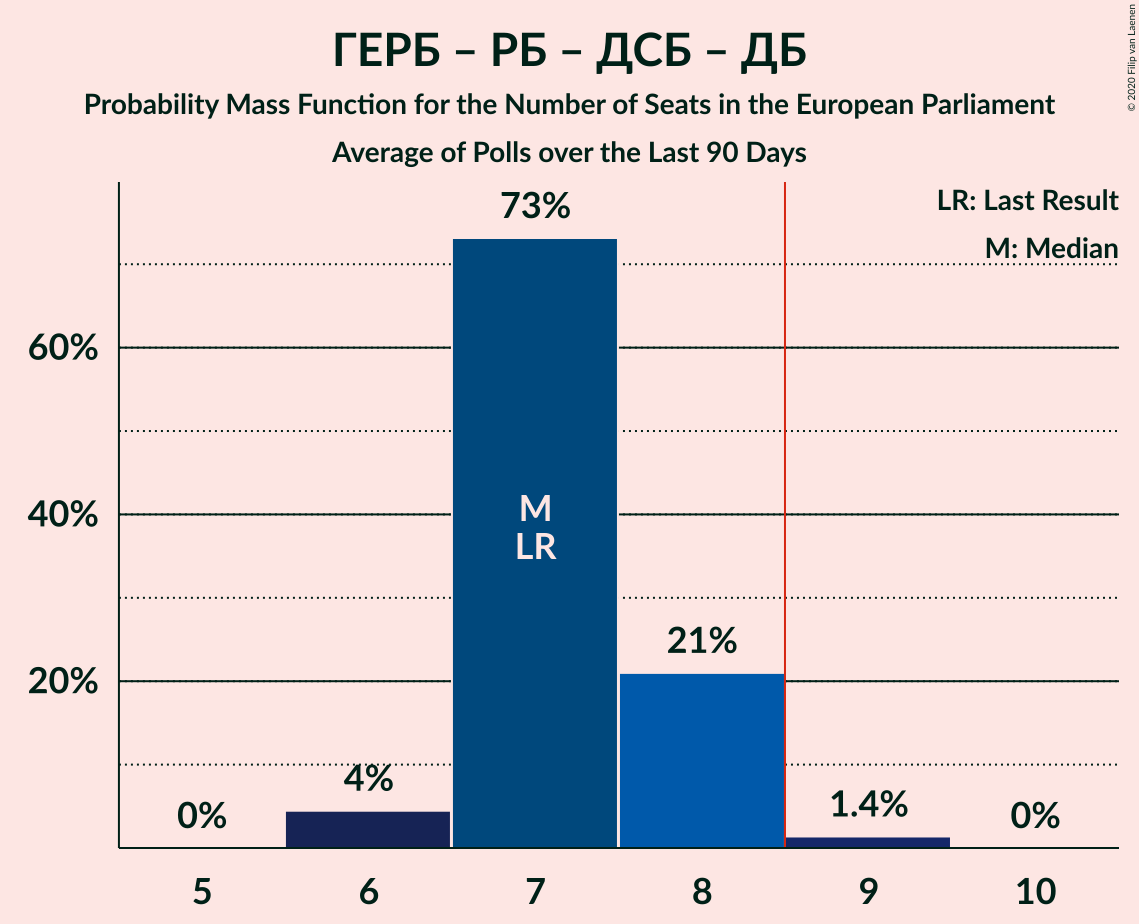 ГЕРБ – РБ – ДСБ – ДБ
Probability Mass Function for the Number of Seats in the European Parliament
Average of Polls over the Last 90 Days
© 2020 Filip van Laenen
LR: Last Result
M: Median
73%
60%
M
40%
LR
21%
20%
4%
1.4%
0%
0%
5 6 7 8 9 10